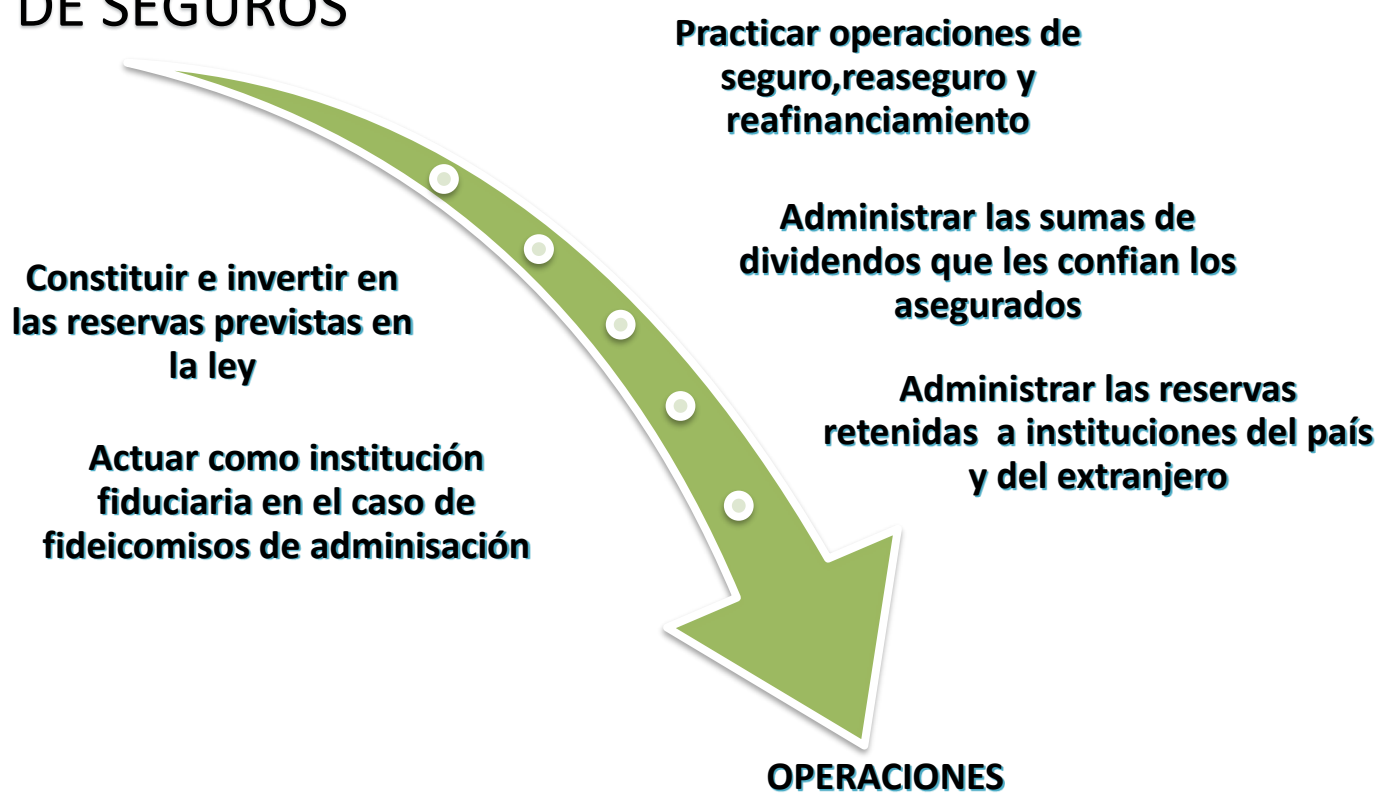 DE SEGUROS
Practicar operaciones de
seguro,reaseguro y
reafinanciamiento
Constituir e invertir en
las reservas previstas en
la ley
Administrar las sumas de
dividendos que les confian los
asegurados
Actuar como institución
fiduciaria en el caso de
fideicomisos de adminisación
Administrar las reservas
retenidas a instituciones del país
y del extranjero
OPERACIONES